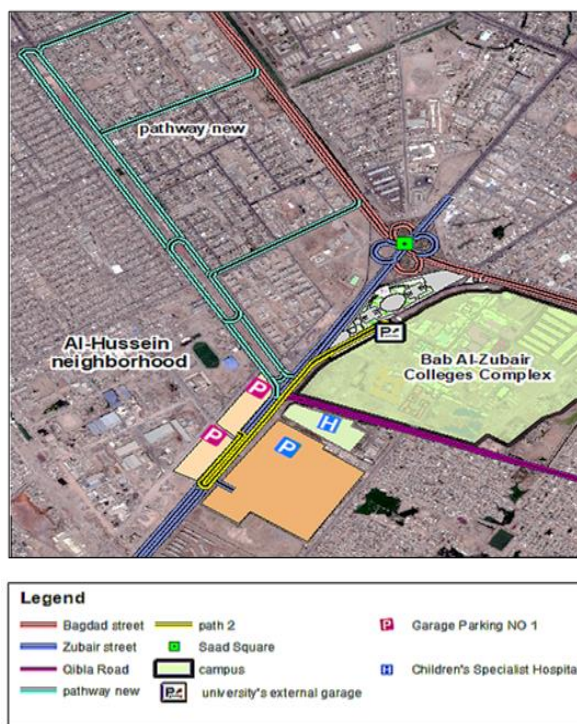 pathway new
Al-Hussein
neighborhood
Bab Al-Zubair
Colleges Complex
P
P
P
H
P
Legend
Bagdad street
path 2
P Garage Parking NO 1
Zubair street
Saad Square
Qibla Road
campus
H Children's Specialist Hospita
pathway new
P
university's external garage